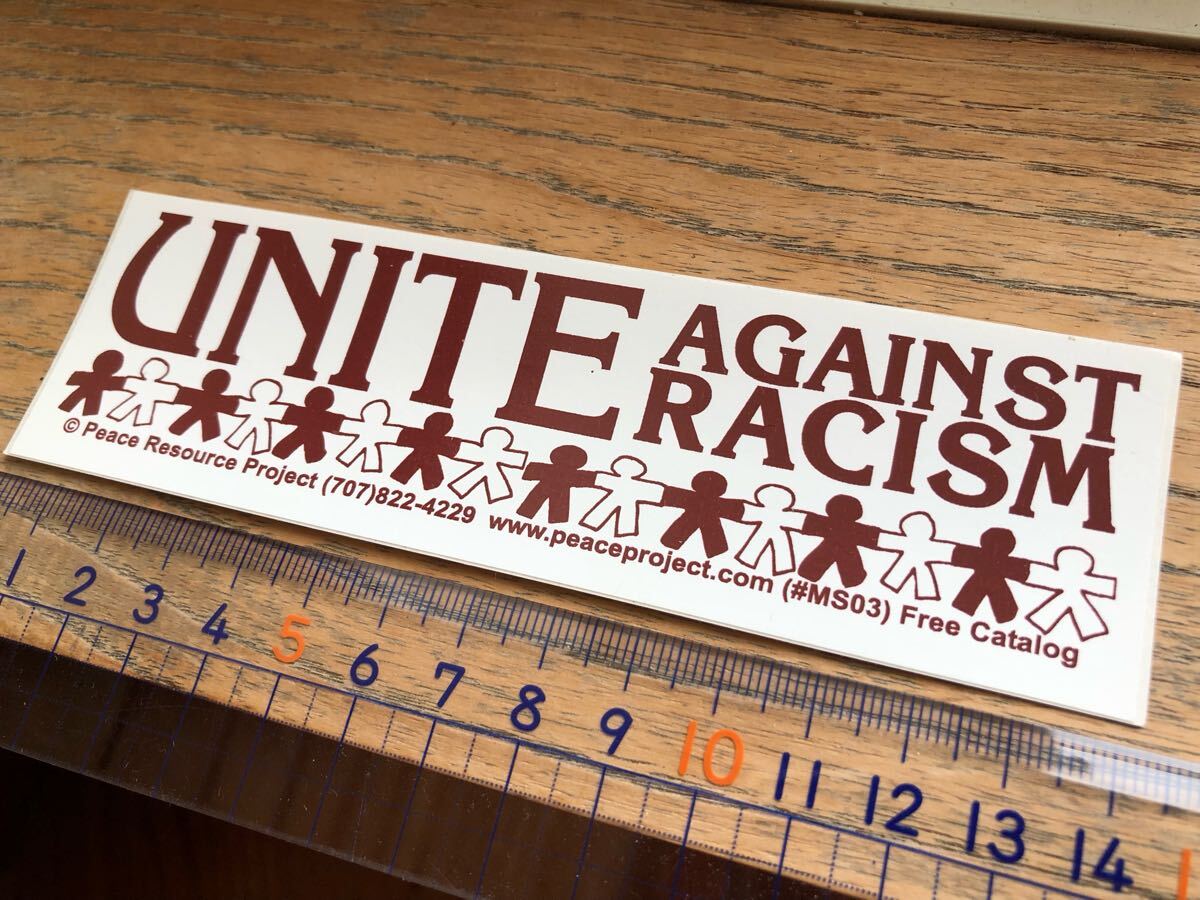 UNITE AGAINST
RACISM
© Peace Resource Project (707)822-4229 www.peaceproject.com (#MS03) Free Catalog
1 2 3 4 5 6 7 8 9 10 11 12 13 14